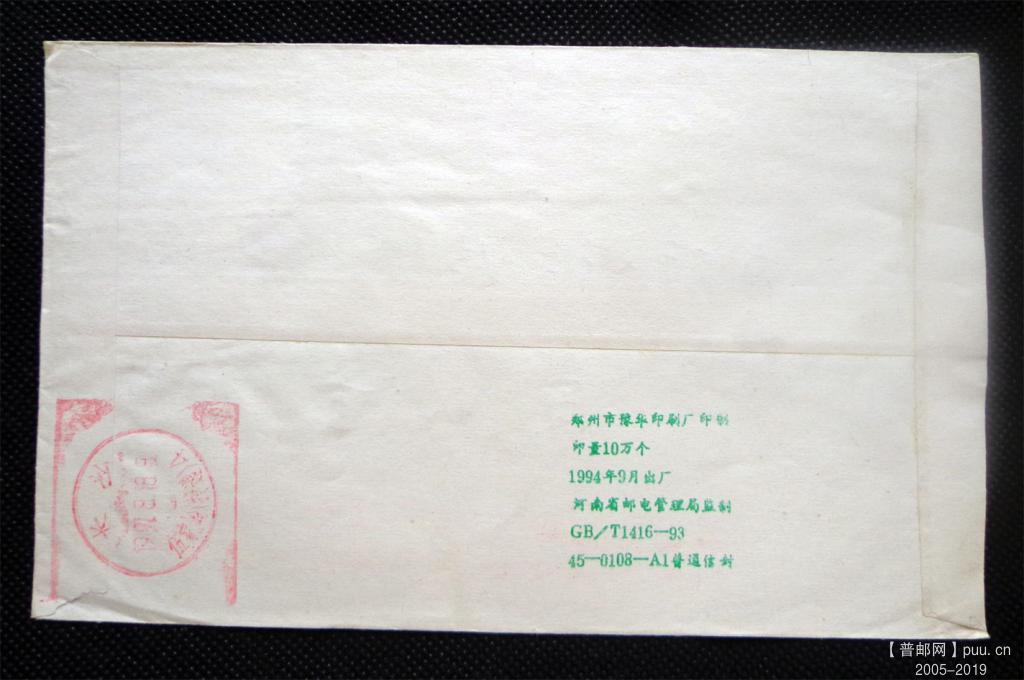 郑州市豫华印刷厂印制
印量10万个
1994年9月出厂
河南省邮电管理局监制
GB/T1416—93
45—0108—A1普通信封
【普邮网】puu.cn
2005-2019